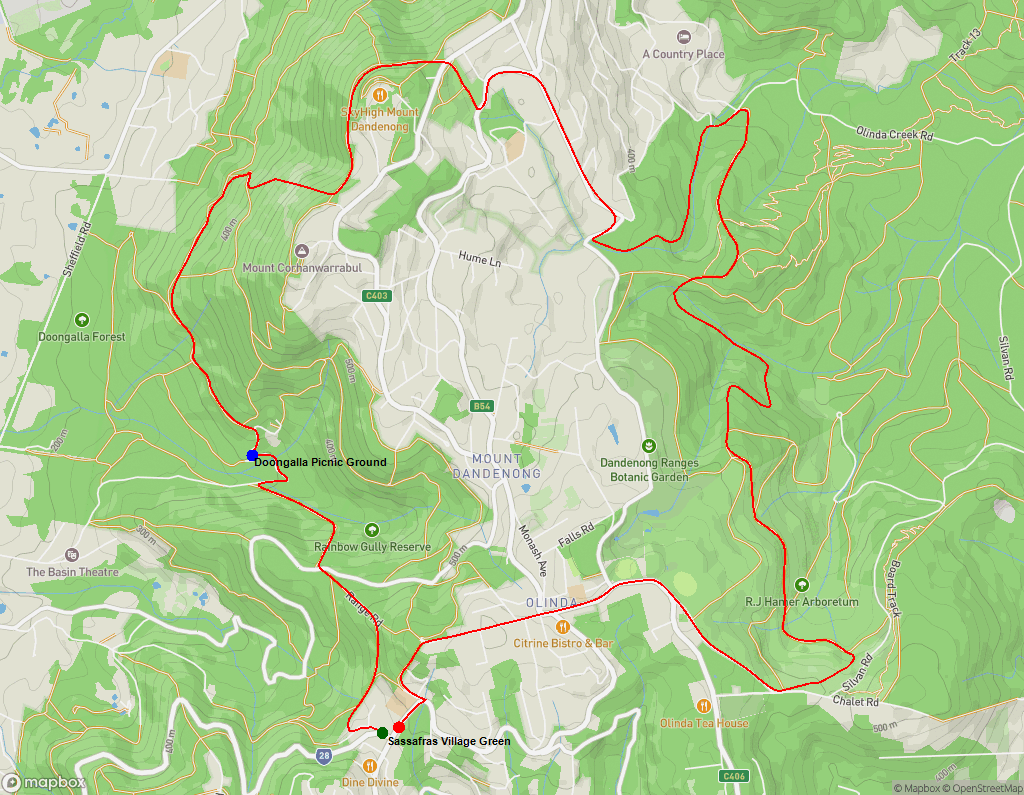 A Country Place
Track 13
SkyHigh Mount
Dandenong
Olinda Creek Rd
400 m
400 m
Sheffield Rd
Hume Ln
Mount Corhanwarrabul
C403
Doongalla Forest
Silvan Rd
500 m
B54
200 m
400 m
Doongalla Picnic Ground
MOUNT
DANDENONG
Dandenong Ranges
Botanic Garden
300 m
Rainbow Gully Reserve
500 m
Monash Ave
Falls Rd
The Basin Theatre
Board Track
R.J Hamer Arboretum
Range Rd
OLINDA
Citrine Bistro & Bar
Silvan Rd
Chalet Rd
Olinda Tea House
500 m
400 m
Sassafras Village Green
28
Dine Divine
C406
400 m
mapbox
© Mapbox © OpenStreetMap